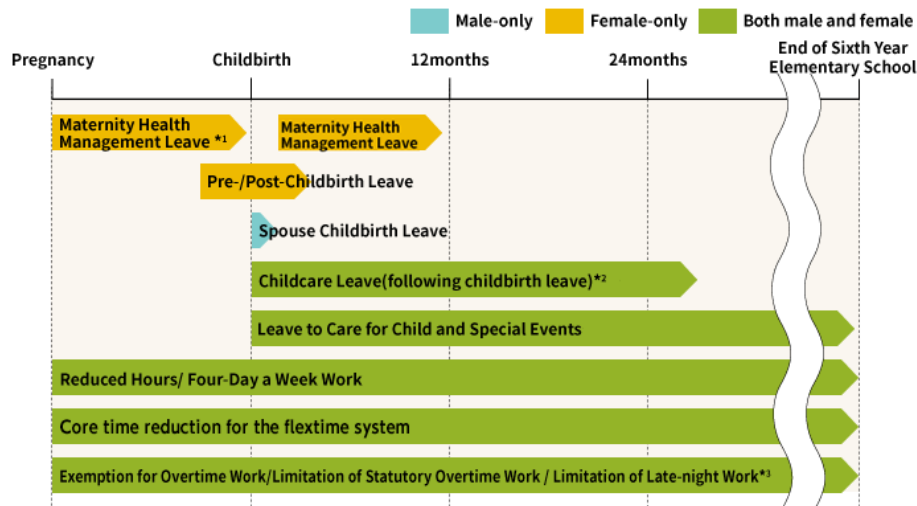 Male-only
Female-only
Both male and female
Pregnancy
Childbirth
12months
24months
End of Sixth Year
Elementary School
Maternity Health
Management Leave *1
Maternity Health
Management Leave
Pre-/Post-Childbirth Leave
Spouse Childbirth Leave
Childcare Leave(following childbirth leave)*2
Leave to Care for Child and Special Events
Reduced Hours/ Four-Day a Week Work
Core time reduction for the flextime system
Exemption for Overtime Work/Limitation of Statutory Overtime Work / Limitation of Late-night Work*3